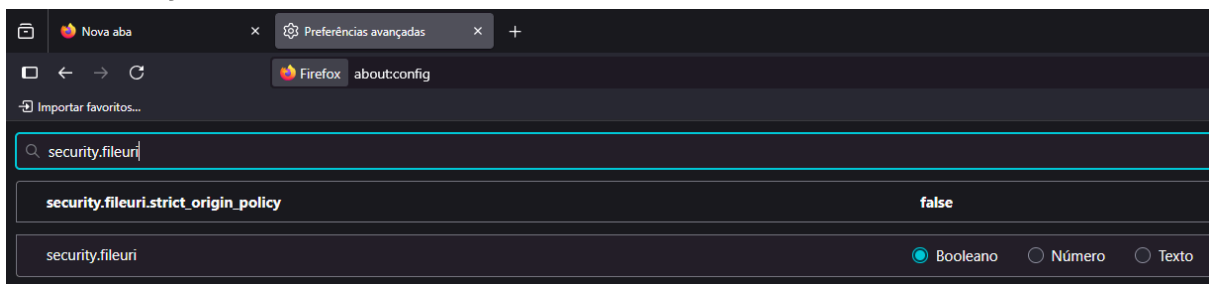 Nova aba
Preferências avançadas
Firefox about:config
Importar favoritos...
security.fileuri
security.fileuri.strict_origin_policy false
security.fileuri Booleano Número Texto